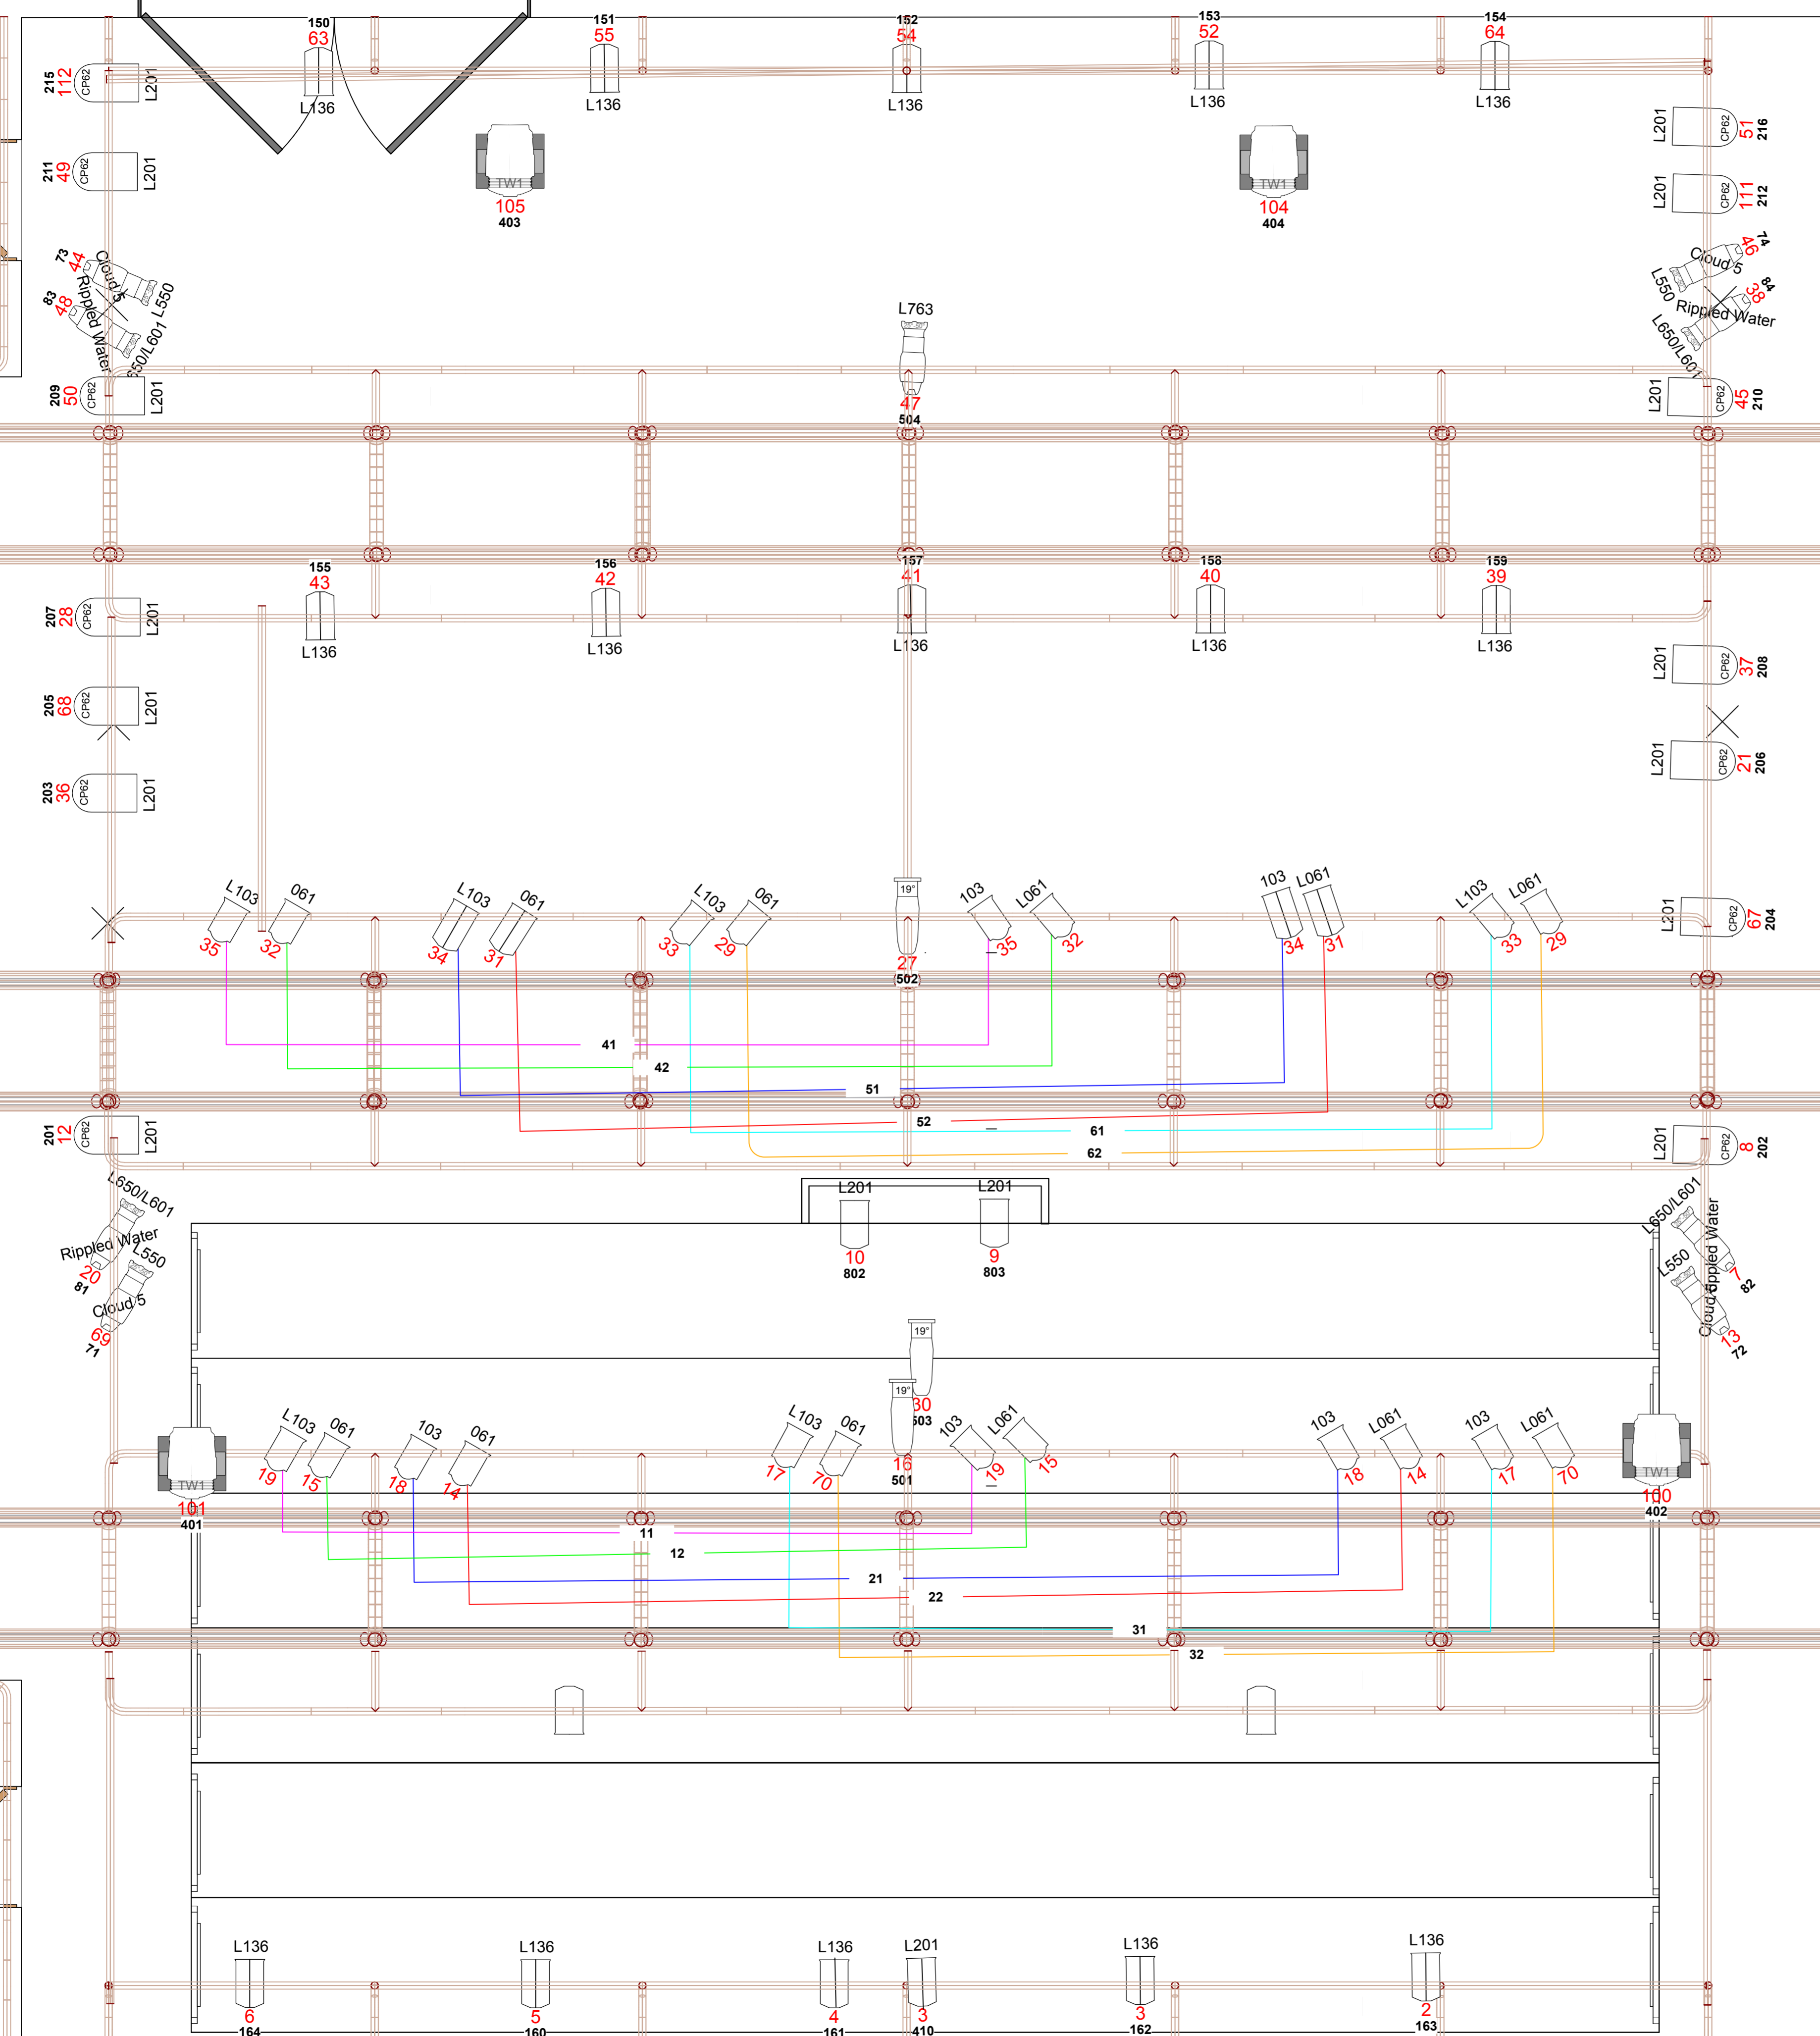 150
63
L136
151
55
L136
152
54
L136
153
52
L136
154
64
L136
215
112
CP62
L201
L201
CP62
51
216
211
49
CP62
L201
L201
CP62
111
212
TW1
105
403
TW1
104
404
73
44
Cloud 5
L550
83
48
Rippled Water
L650/L601
74
46
Cloud 5
L550
84
38
Rippled Water
L650/L601
L763
47
504
209
50
CP62
L201
L201
CP62
45
210
155
43
L136
156
42
L136
157
41
L136
158
40
L136
159
39
L136
207
28
CP62
L201
L201
CP62
37
208
205
68
CP62
L201
L201
CP62
21
206
203
36
CP62
L201
L201
CP62
67
204
L103
35
061
32
L103
34
061
31
L103
33
061
29
19°
27
502
103
35
L061
32
103
34
L061
31
L103
33
L061
29
41
42
51
52
61
62
201
12
CP62
L201
L201
CP62
8
202
L650/L601
Rippled Water
20
81
L550
Cloud 5
69
71
L201
10
802
L201
9
803
L650/L601
Rippled Water
7
82
L550
Cloud 5
13
72
19°
30
503
19°
16
501
TW1
101
401
TW1
100
402
L103
19
061
15
103
18
061
14
L103
17
061
70
103
19
L061
15
103
18
L061
14
103
17
L061
70
11
12
21
22
31
32
L136
6
164
L136
5
160
L136
4
161
L201
3
410
L136
3
162
L136
2
163